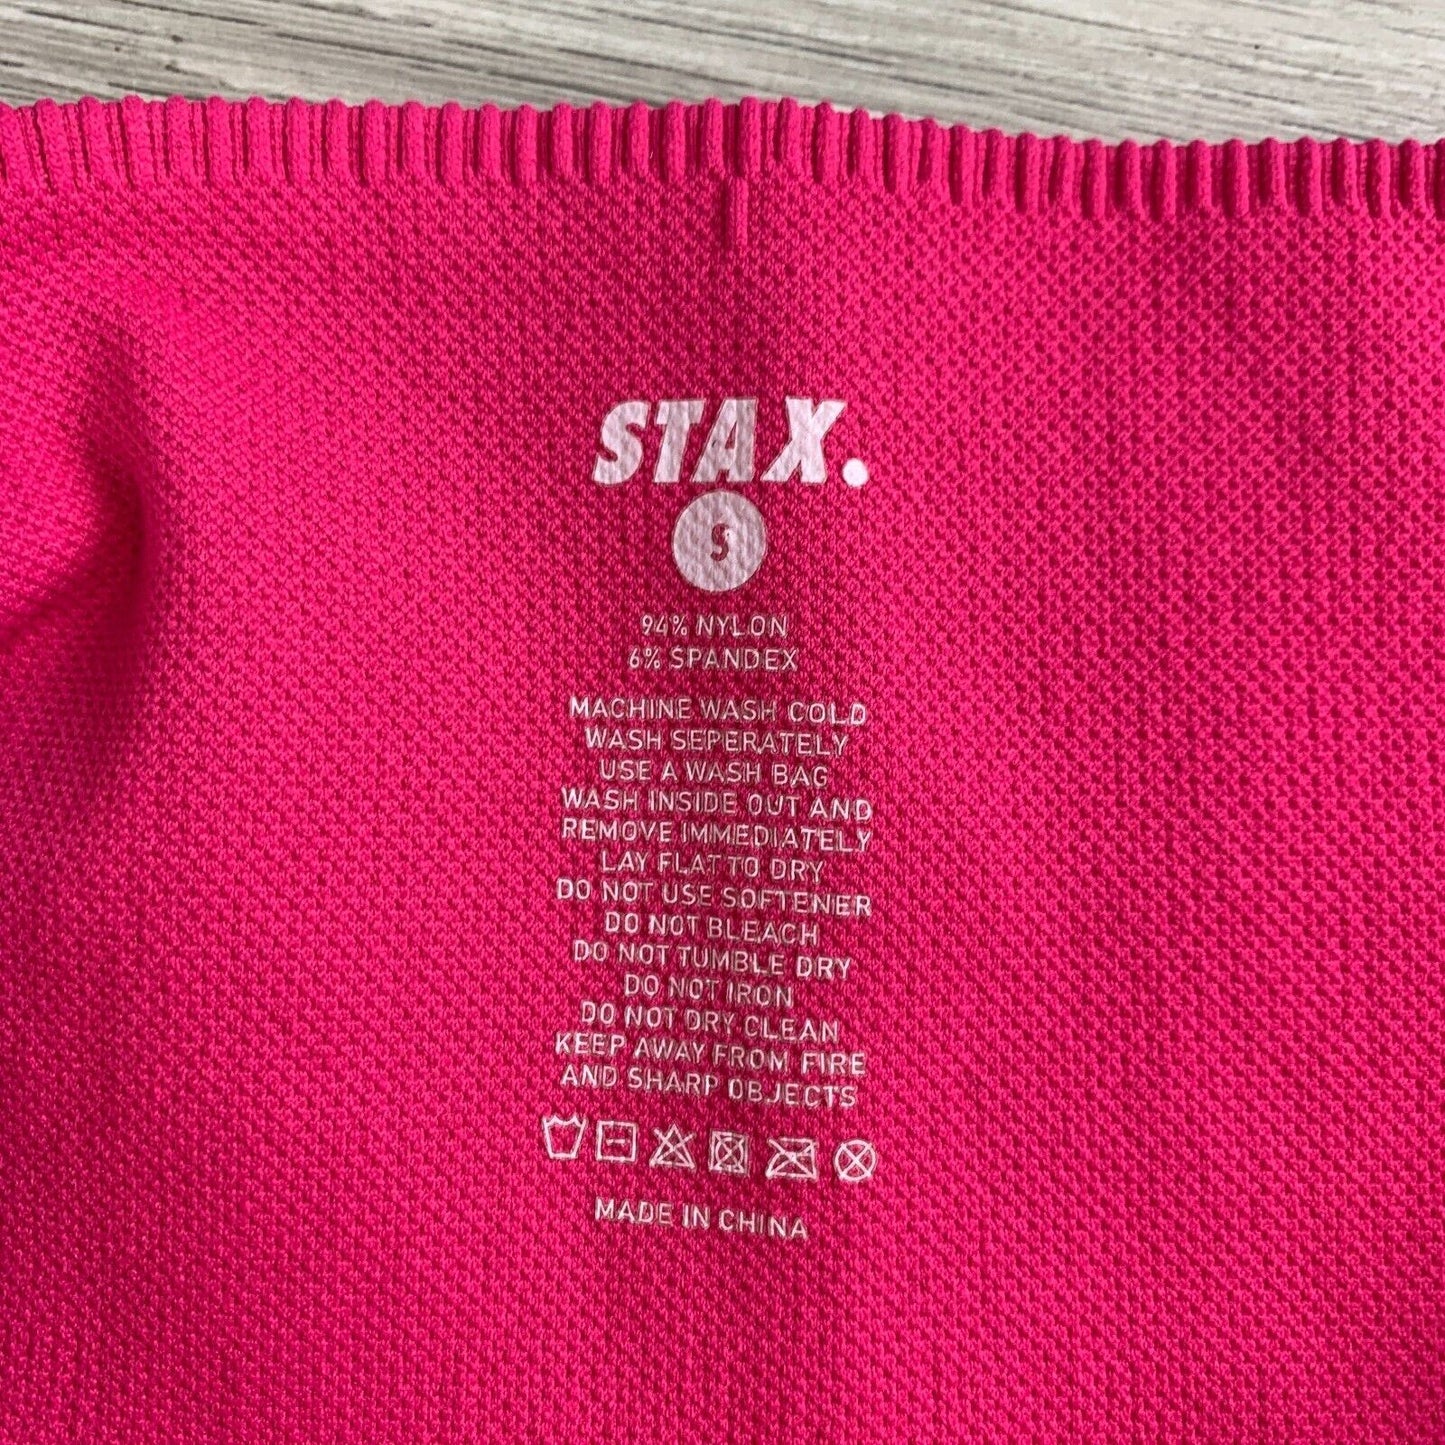 STAX.
S
94% NYLON
6% SPANDEX
MACHINE WASH COLD
WASH SEPERATELY
USE A WASH BAG
WASH INSIDE OUT AND
REMOVE IMMEDIATELY
LAY FLAT TO DRY
DO NOT USE SOFTENER
DO NOT BLEACH
DO NOT TUMBLE DRY
DO NOT IRON
DO NOT DRY CLEAN
KEEP AWAY FROM FIRE
AND SHARP OBJECTS
MADE IN CHINA